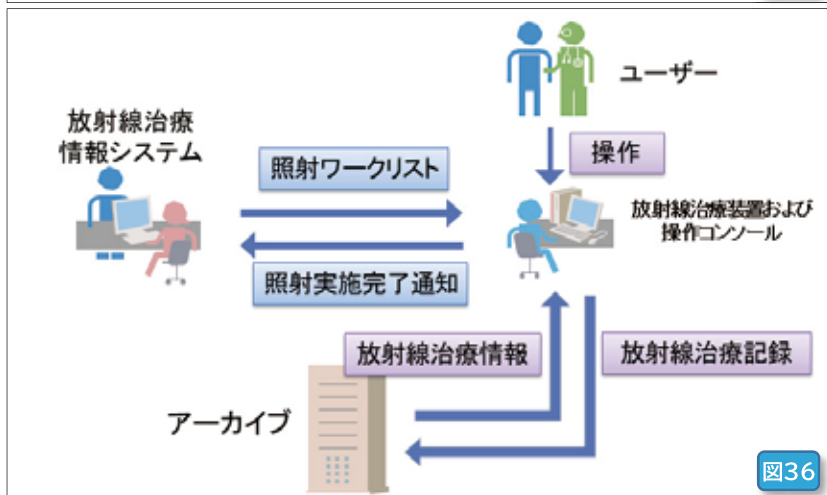 ユーザー
放射線治療
情報システム
照射ワークリスト
操作
放射線治療装置および
操作コンソール
照射実施完了通知
放射線治療情報
放射線治療記録
アーカイブ
図36